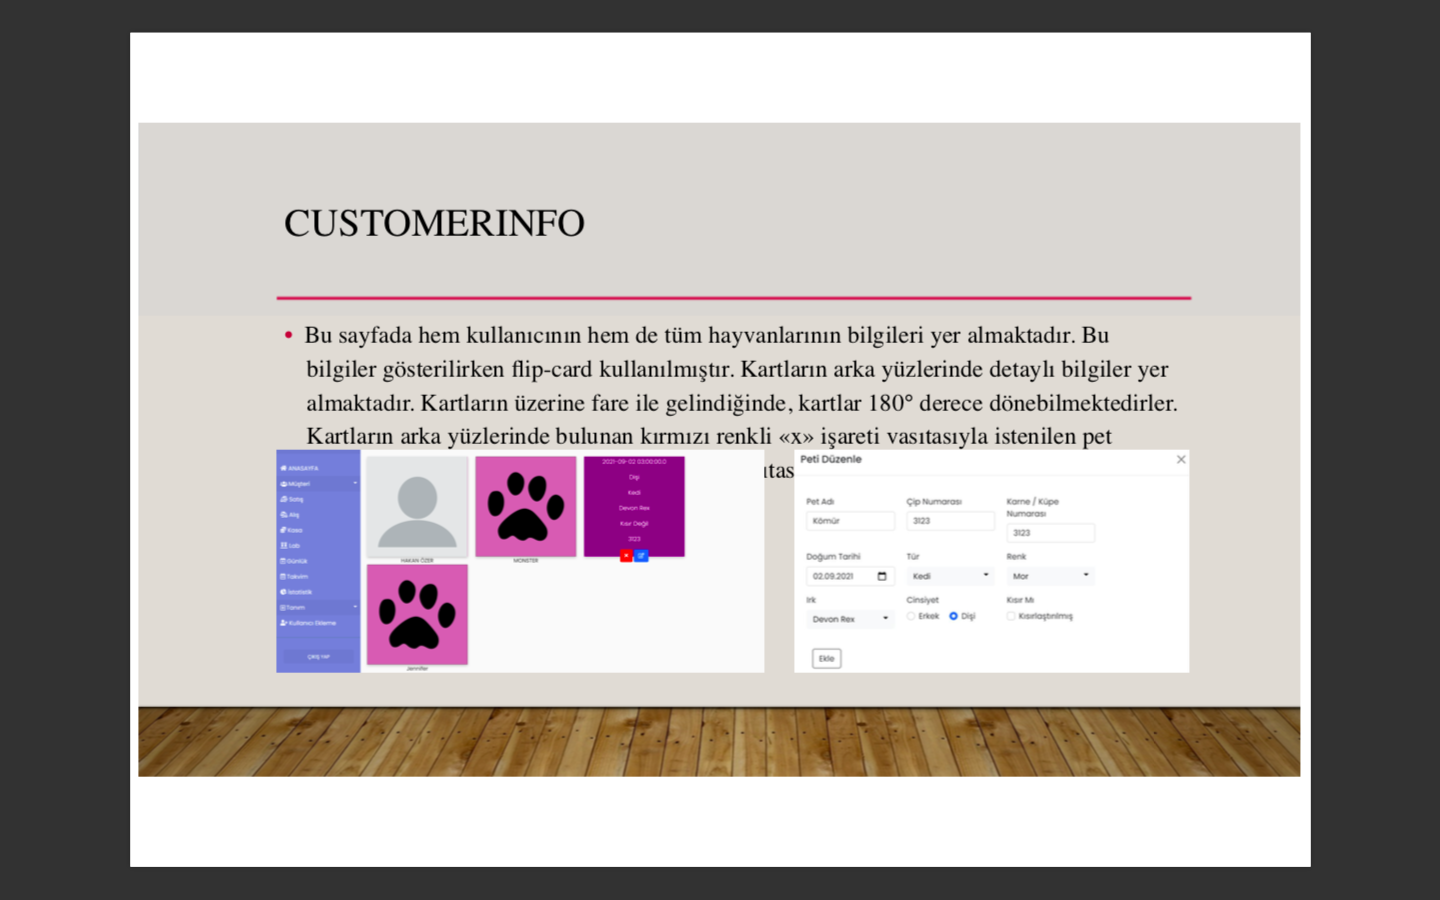 CUSTOMERINFO
• Bu sayfada hem kullanıcının hem de tüm hayvanlarının bilgileri yer almaktadır. Bu
bilgiler gösterilirken flip-card kullanılmıştır. Kartların arka yüzlerinde detaylı bilgiler yer
almaktadır. Kartların üzerine fare ile gelindiğinde, kartlar 180° derece dönebilmektedirler.
Kartların arka yüzlerinde bulunan kırmızı renkli «x» işareti vasıtasıyla istenilen pet
ANASAYFA
Müşteri
Satış
Alış
Kasa
Lab
Günlük
Takvim
İstatistik
Tanım
Kullanıcı Ekleme
ÇIKIŞ YAP
HAKAN ÖZER
MONSTER
2021-09-02 03:00:00.0
Dişi
Kedi
Devon Rex
Kısır Değil
3123
Jennifer
Peti Düzenle
Pet Adı Çip Numarası Karne / Küpe
Numarası
Kömür 3123 3123
Doğum Tarihi Tür Renk
02.09.2021 Kedi Mor
Irk Cinsiyet Kısır Mı
Devon Rex Erkek Dişi Kısırlaştırılmış
Ekle